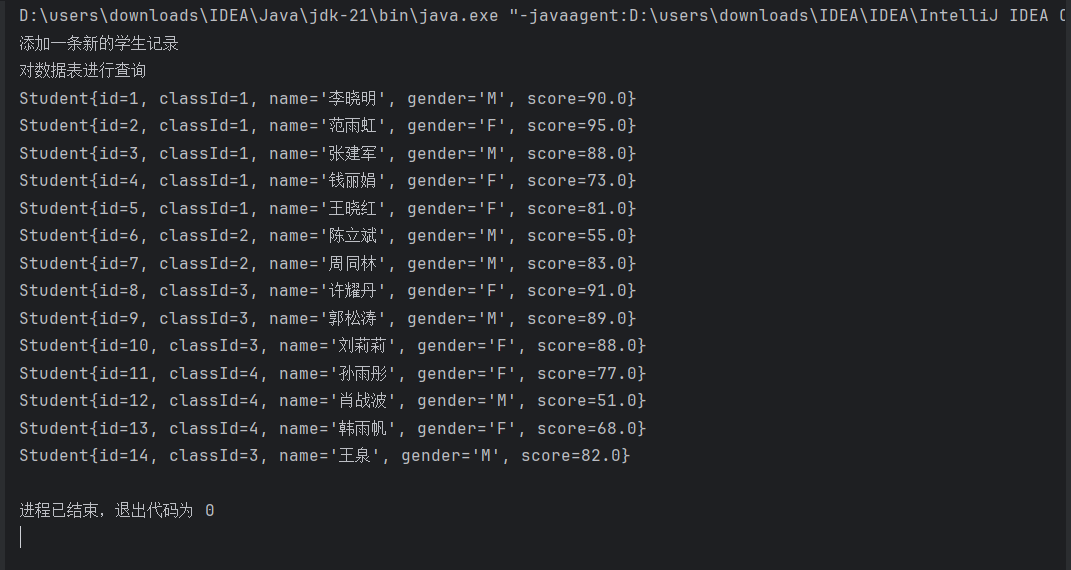 D:\users\downloads\IDEA\Java\jdk-21\bin\java.exe "-javaagent:D:\users\downloads\IDEA\IDEA\IntelliJ IDEA C
添加一条新的学生记录
对数据表进行查询
Student{id=1, classId=1, name='李晓明', gender='M', score=90.0}
Student{id=2, classId=1, name='范雨虹', gender='F', score=95.0}
Student{id=3, classId=1, name='张建军', gender='M', score=88.0}
Student{id=4, classId=1, name='钱丽娟', gender='F', score=73.0}
Student{id=5, classId=1, name='王晓红', gender='F', score=81.0}
Student{id=6, classId=2, name='陈立斌', gender='M', score=55.0}
Student{id=7, classId=2, name='周同林', gender='M', score=83.0}
Student{id=8, classId=3, name='许耀丹', gender='F', score=91.0}
Student{id=9, classId=3, name='郭松涛', gender='M', score=89.0}
Student{id=10, classId=3, name='刘莉莉', gender='F', score=88.0}
Student{id=11, classId=4, name='孙雨彤', gender='F', score=77.0}
Student{id=12, classId=4, name='肖战波', gender='M', score=51.0}
Student{id=13, classId=4, name='韩雨帆', gender='F', score=68.0}
Student{id=14, classId=3, name='王泉', gender='M', score=82.0}
进程已结束，退出代码为 0